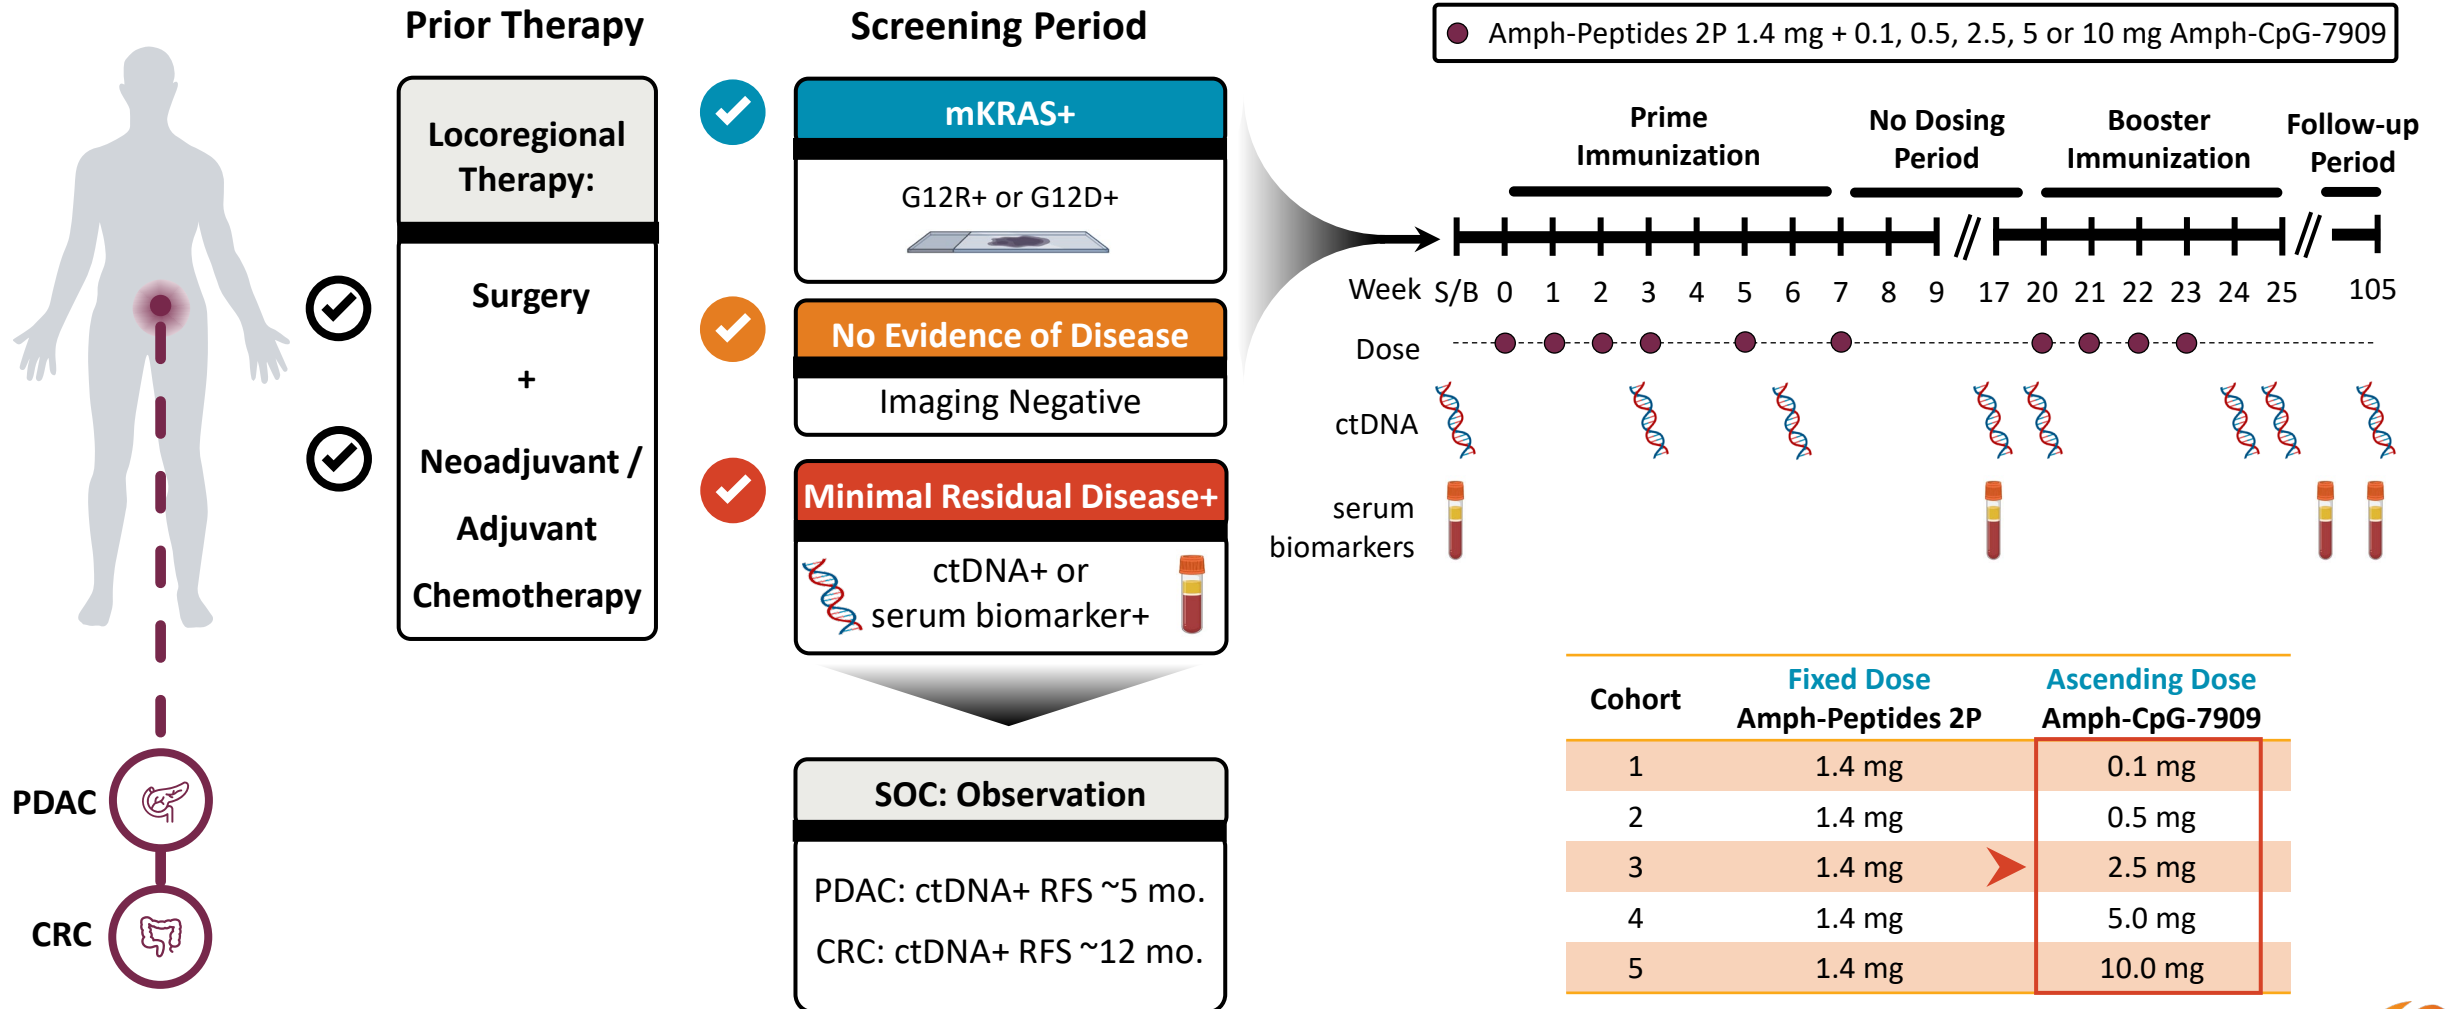 Prior Therapy
Locoregional
Therapy:
Surgery
+
Neoadjuvant /
Adjuvant
Chemotherapy
PDAC
CRC
Screening Period
mKRAS+
G12R+ or G12D+
No Evidence of Disease
Imaging Negative
Minimal Residual Disease+
ctDNA+ or
serum biomarker+
SOC: Observation
PDAC: ctDNA+ RFS ~5 mo.
CRC: ctDNA+ RFS ~12 mo.
Amph-Peptides 2P 1.4 mg + 0.1, 0.5, 2.5, 5 or 10 mg Amph-CpG-7909
Prime
Immunization
No Dosing
Period
Booster
Immunization
Follow-up
Period
Week S/B 0 1 2 3 4 5 6 7 8 9 17 20 21 22 23 24 25 105
Dose
ctDNA
serum
biomarkers
Cohort
Fixed Dose
Amph-Peptides 2P
Ascending Dose
Amph-CpG-7909
1 1.4 mg 0.1 mg
2 1.4 mg 0.5 mg
3 1.4 mg 2.5 mg
4 1.4 mg 5.0 mg
5 1.4 mg 10.0 mg